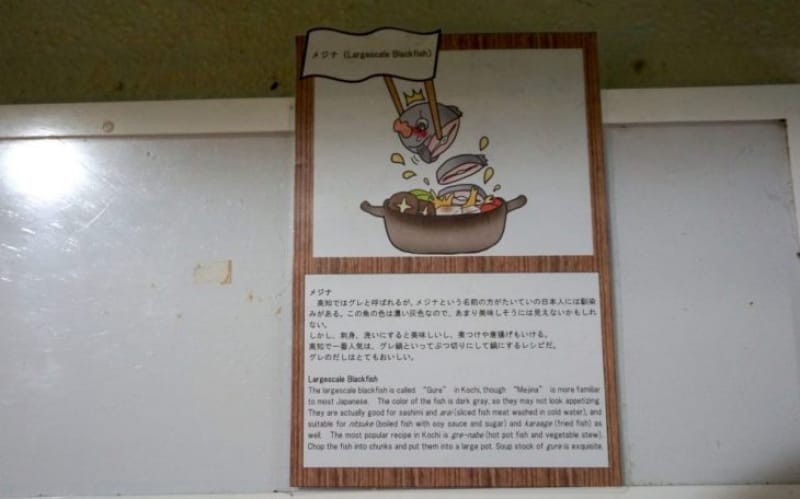 メジナ (Largescale Blackfish)
メジナ
高知ではグレと呼ばれるが、メジナという名前の方がたいていの日本人には馴染
みがある。この魚の色は濃い灰色なので、あまり美味しそうには見えないかもしれ
ない。
しかし、刺身、洗いにすると美味しいし、煮つけや唐揚げもいける。
高知で一番人気は、グレ鍋といってぶつ切りにして鍋にするレシピだ。
グレのだしはとてもおいしい。
Largescale Blackfish
The largescale blackfish is called “Gure” in Kochi, though “Mejina” is more familiar
to most Japanese. The color of the fish is dark gray, so they may not look appetizing.
They are actually good for sashimi and arai (sliced fish meat washed in cold water), and
suitable for nitsuke (boiled fish with soy sauce and sugar) and karaage (fried fish) as
well. The most popular recipe in Kochi is gre-nabe (hot pot fish and vegetable stew).
Chop the fish into chunks and put them into a large pot. Soup stock of gure is exquisite.